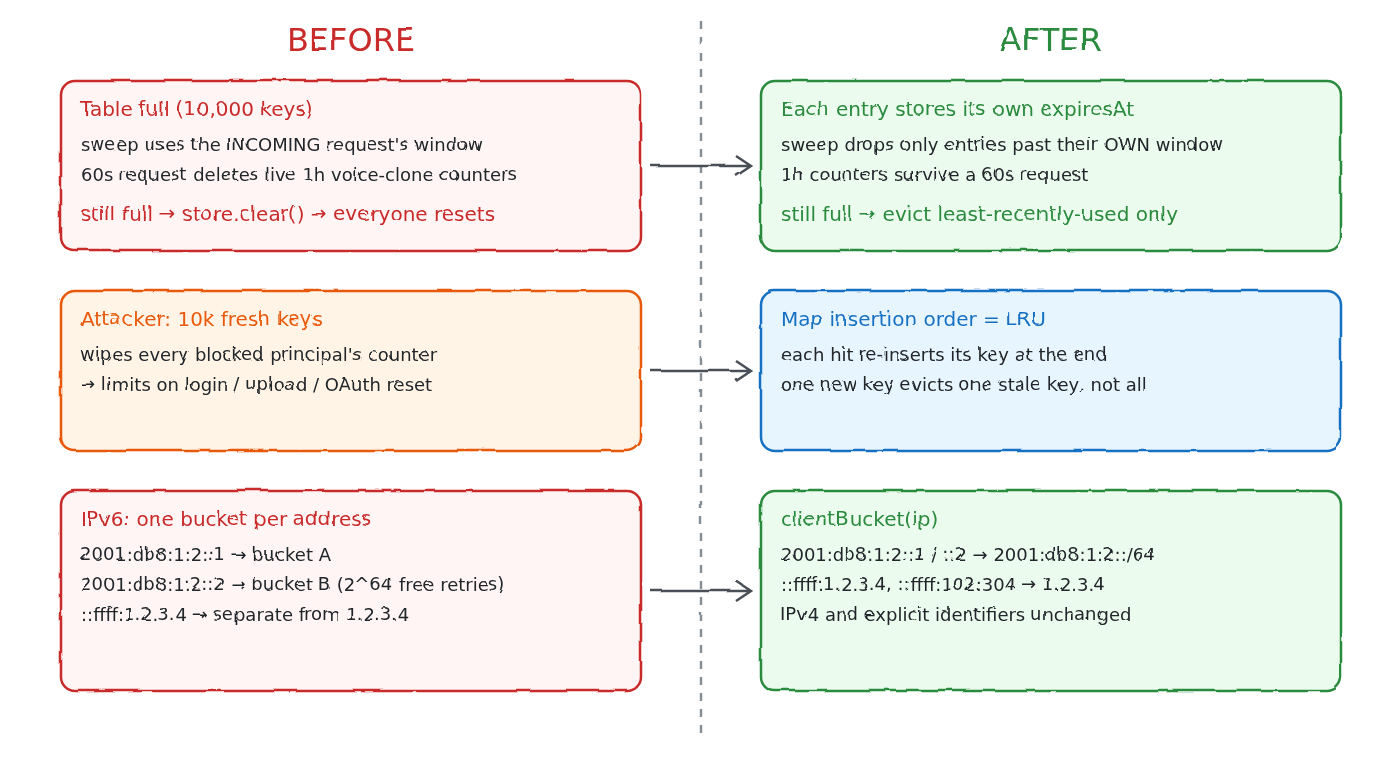 BEFORE
Table full (10,000 keys)
sweep uses the INCOMING request's window
60s request deletes live 1h voice-clone counters
still full → store.clear() → everyone resets
Attacker: 10k fresh keys
wipes every blocked principal's counter
→ limits on login / upload / OAuth reset
IPv6: one bucket per address
2001:db8:1:2::1 → bucket A
2001:db8:1:2::2 → bucket B (2^64 free retries)
::ffff:1.2.3.4 → separate from 1.2.3.4
AFTER
Each entry stores its own expiresAt
sweep drops only entries past their OWN window
1h counters survive a 60s request
still full → evict least-recently-used only
Map insertion order = LRU
each hit re-inserts its key at the end
one new key evicts one stale key, not all
clientBucket(ip)
2001:db8:1:2::1 / ::2 → 2001:db8:1:2::/64
::ffff:1.2.3.4, ::ffff:102:304 → 1.2.3.4
IPv4 and explicit identifiers unchanged